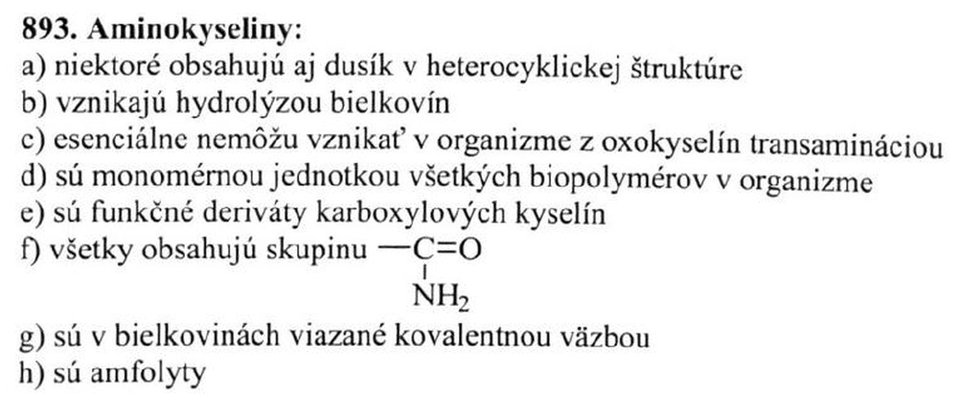 893. Aminokyseliny:
a) niektoré obsahujú aj dusík v heterocyklickej štruktúre
b) vznikajú hydrolýzou bielkovín
c) esenciálne nemôžu vznikať v organizme z oxokyselín transamináciou
d) sú monomérnou jednotkou všetkých biopolymérov v organizme
e) sú funkčné deriváty karboxylových kyselín
f) všetky obsahujú skupinu —C=O
NH₂
g) sú v bielkovinách viazané kovalentnou väzbou
h) sú amfolyty